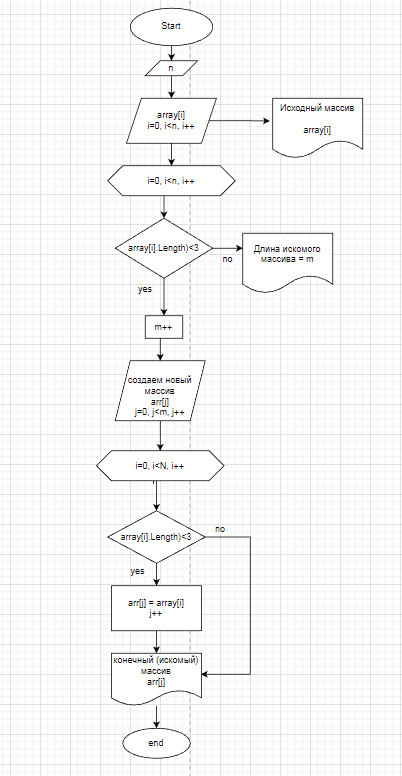 Start
n
array[i]
i=0, i<n, i++
Исходный массив
array[i]
i=0, i<n, i++
array[i].Length)<3
no
Длина искомого
массива = m
yes
m++
создаем новый
массив
arr[j]
j=0, j<m, j++
i=0, i<N, i++
array[i].Length)<3
no
yes
arr[j] = array[i]
j++
конечный (искомый)
массив
arr[j]
end